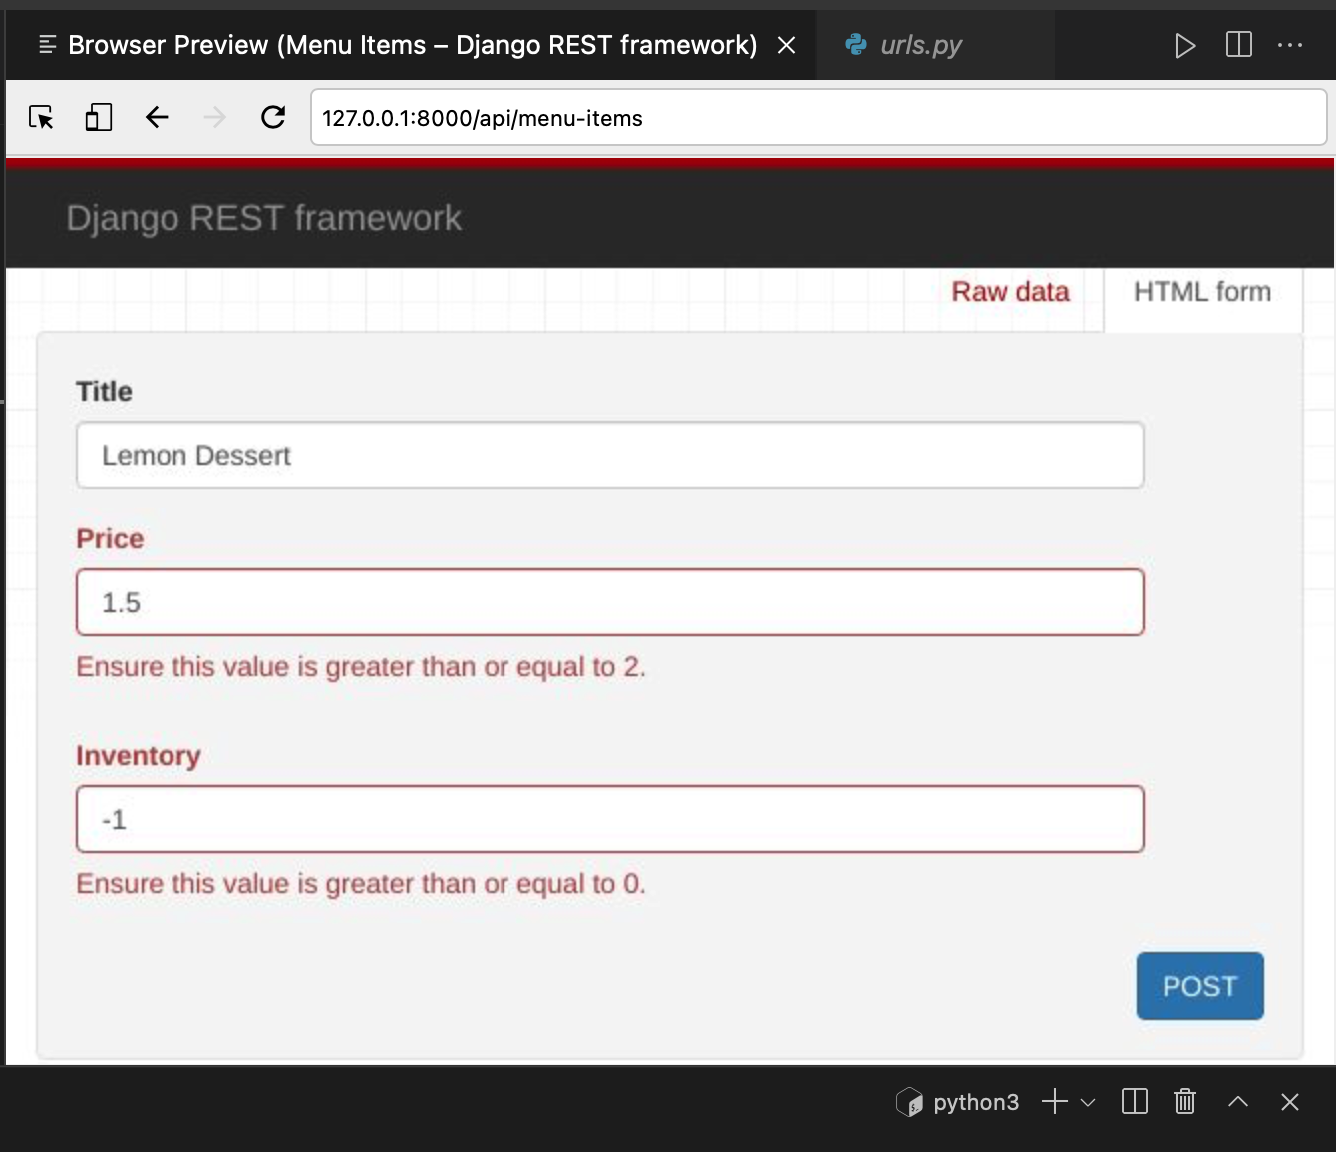 Browser Preview (Menu Items – Django REST framework)
urls.py
127.0.0.1:8000/api/menu-items
Django REST framework
Raw data
HTML form
Title
Lemon Dessert
Price
1.5
Ensure this value is greater than or equal to 2.
Inventory
-1
Ensure this value is greater than or equal to 0.
POST
python3